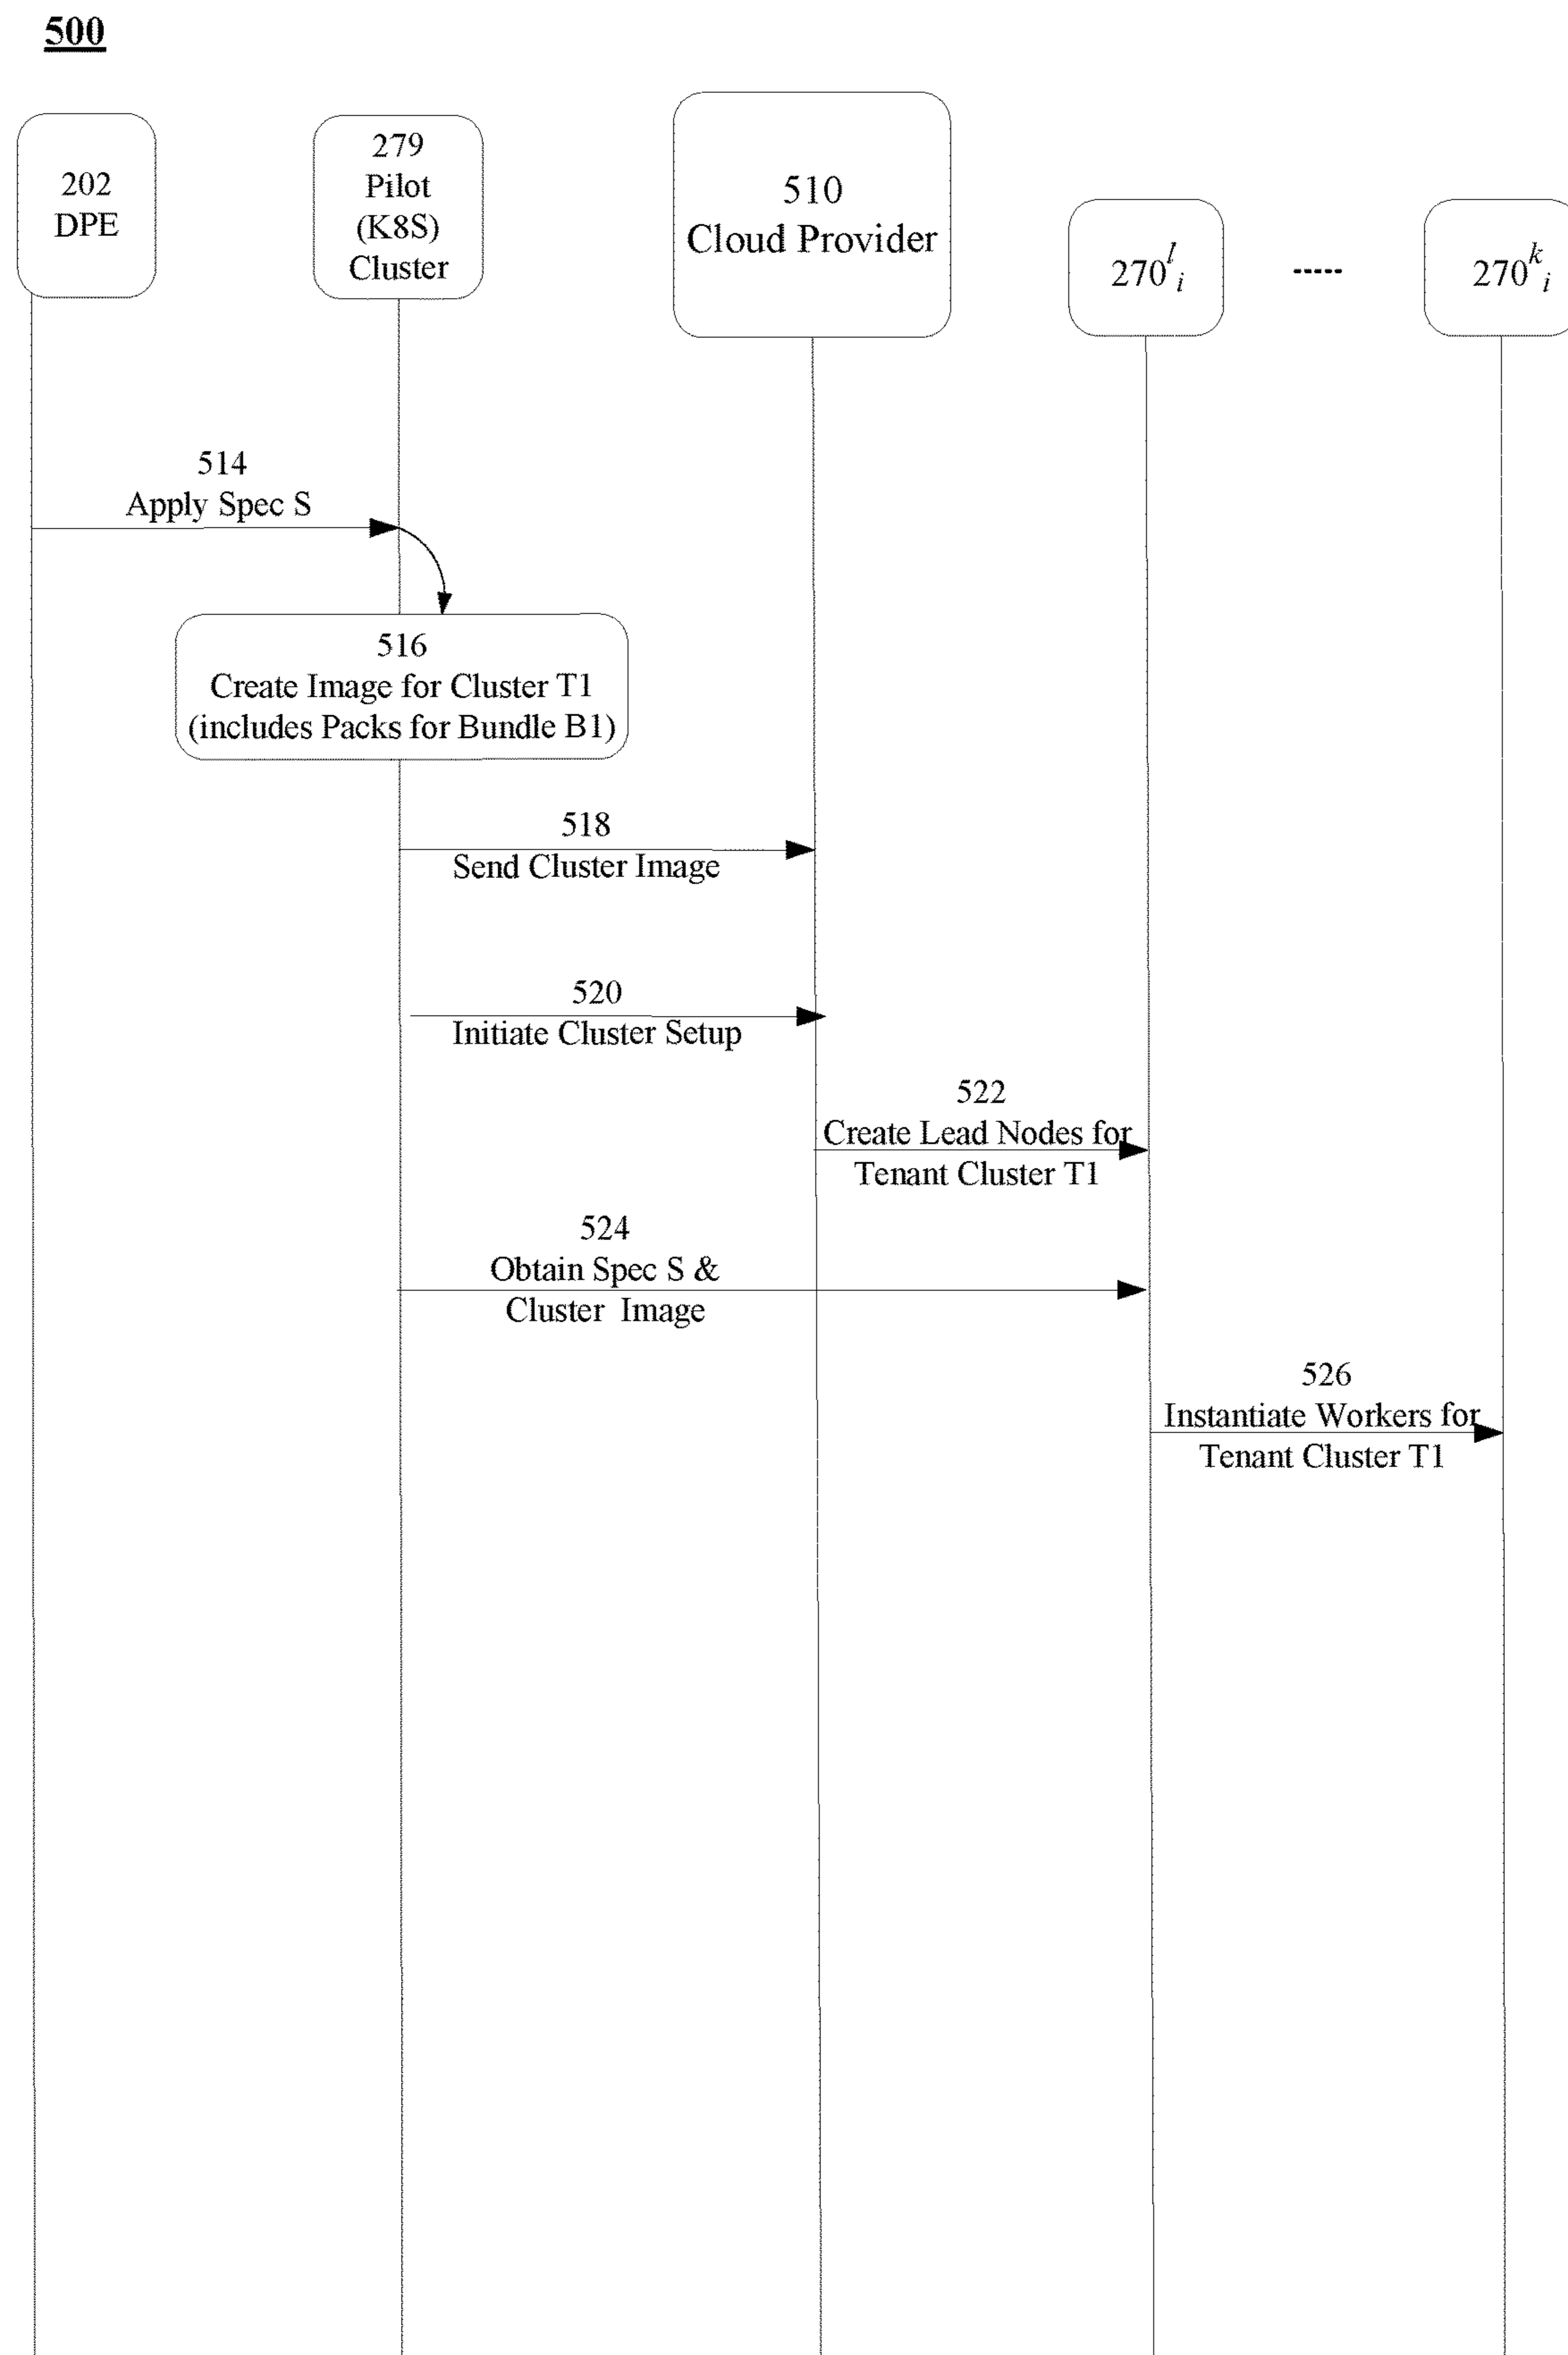 500
202
DPE
279
Pilot
(K8S)
Cluster
510
Cloud Provider
270^l_i
-----
270^k_i
514
Apply Spec S
516
Create Image for Cluster T1
(includes Packs for Bundle B1)
518
Send Cluster Image
520
Initiate Cluster Setup
522
Create Lead Nodes for
Tenant Cluster T1
524
Obtain Spec S &
Cluster Image
526
Instantiate Workers for
Tenant Cluster T1